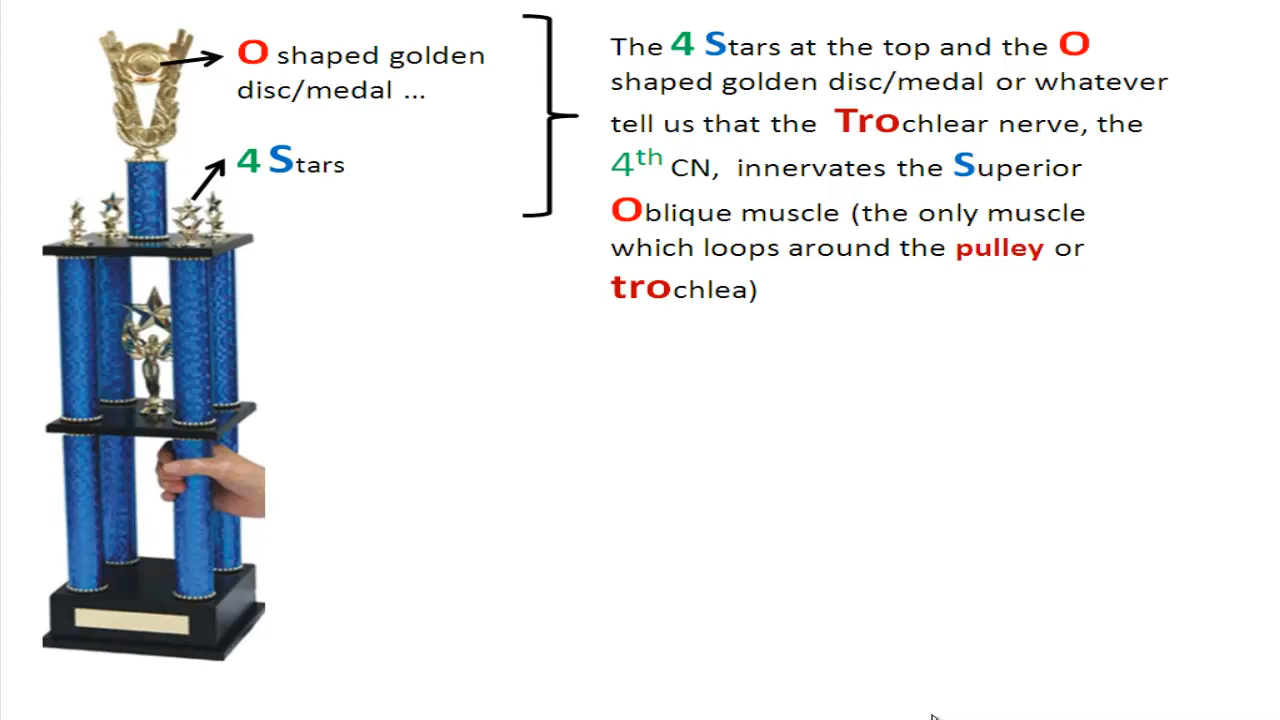 O shaped golden
disc/medal ...
4 Stars
The 4 Stars at the top and the O
shaped golden disc/medal or whatever
tell us that the Trochlear nerve, the
4th CN, innervates the Superior
Oblique muscle (the only muscle
which loops around the pulley or
trochlea)